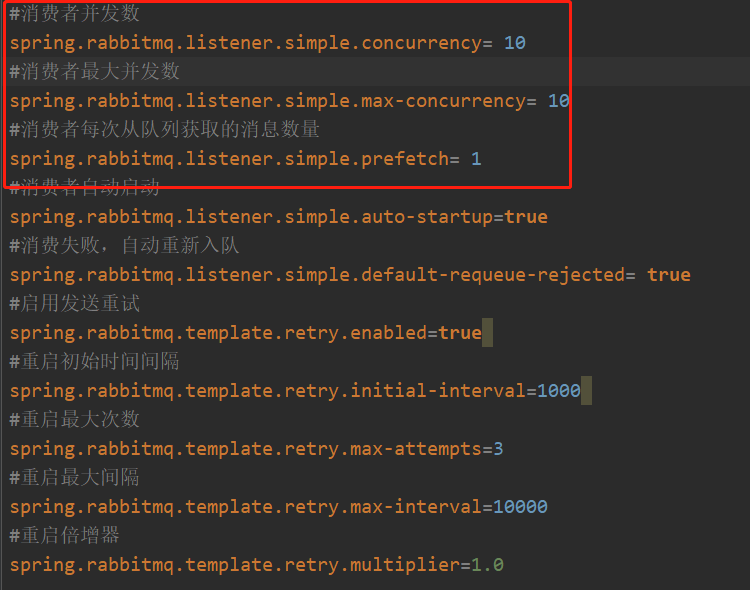 #消费者并发数
spring.rabbitmq.listener.simple.concurrency= 10
#消费者最大并发数
spring.rabbitmq.listener.simple.max-concurrency= 10
#消费者每次从队列获取的消息数量
spring.rabbitmq.listener.simple.prefetch= 1
#消费者自动启动
spring.rabbitmq.listener.simple.auto-startup=true
#消费失败，自动重新入队
spring.rabbitmq.listener.simple.default-requeue-rejected= true
#启用发送重试
spring.rabbitmq.template.retry.enabled=true
#重启初始时间间隔
spring.rabbitmq.template.retry.initial-interval=1000
#重启最大次数
spring.rabbitmq.template.retry.max-attempts=3
#重启最大间隔
spring.rabbitmq.template.retry.max-interval=10000
#重启倍增器
spring.rabbitmq.template.retry.multiplier=1.0